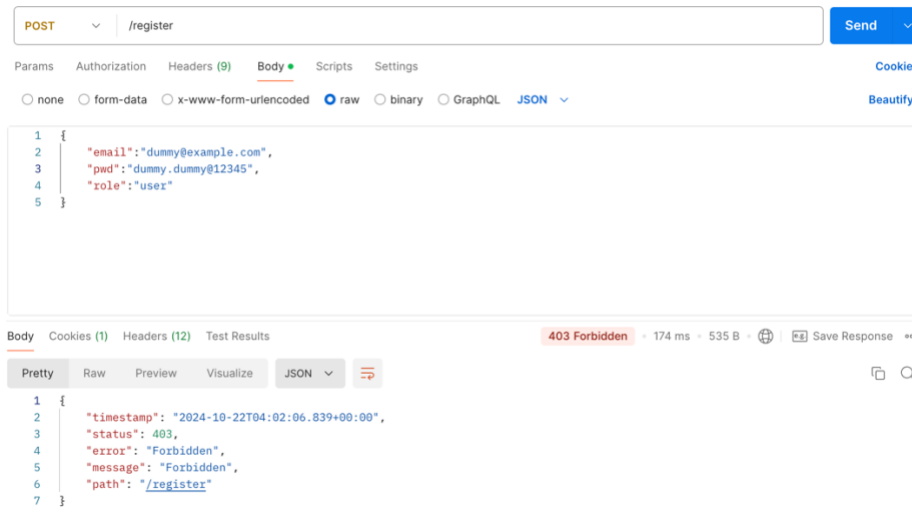 POST /register Send
Params Authorization Headers (9) Body Scripts Settings Cookie
none form-data x-www-form-urlencoded raw binary GraphQL JSON Beautify
1 {
2 "email":"dummy@example.com",
3 "pwd":"dummy.dummy@12345",
4 "role":"user"
5 }
Body Cookies (1) Headers (12) Test Results 403 Forbidden 174 ms 535 B e.g. Save Response
Pretty Raw Preview Visualize JSON
1 {
2 "timestamp": "2024-10-22T04:02:06.839+00:00",
3 "status": 403,
4 "error": "Forbidden",
5 "message": "Forbidden",
6 "path": "/register"
7 }